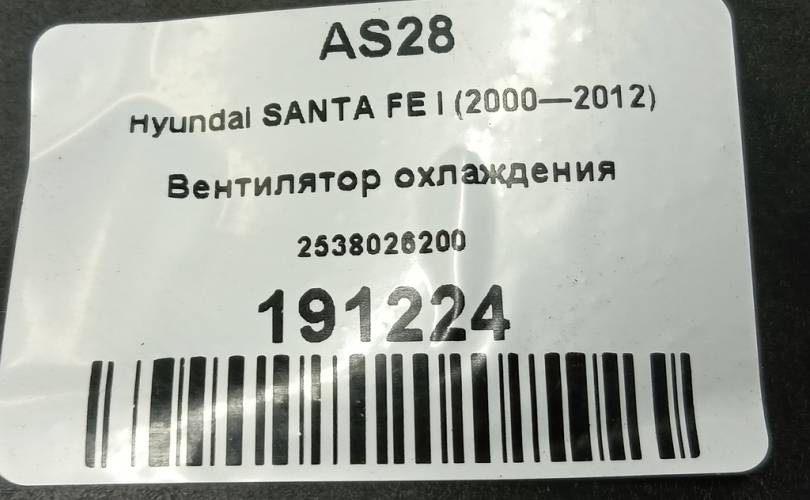 AS28
Hyundai SANTA FE I (2000—2012)
Вентилятор охлаждения
2538026200
191224